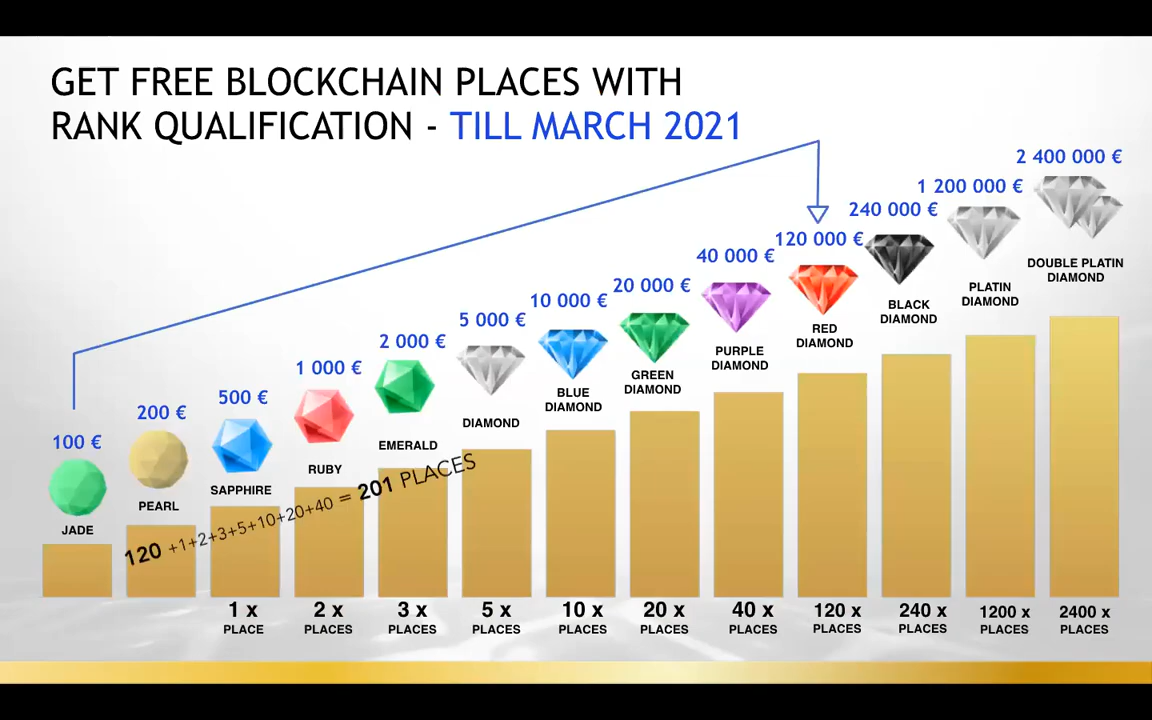 GET FREE BLOCKCHAIN PLACES WITH
RANK QUALIFICATION - TILL MARCH 2021
100 €
JADE
200 €
PEARL
500 €
SAPPHIRE
1 000 €
RUBY
2 000 €
EMERALD
5 000 €
DIAMOND
10 000 €
BLUE
DIAMOND
20 000 €
GREEN
DIAMOND
40 000 €
PURPLE
DIAMOND
120 000 €
RED
DIAMOND
240 000 €
BLACK
DIAMOND
1 200 000 €
PLATIN
DIAMOND
2 400 000 €
DOUBLE PLATIN
DIAMOND
120 +1+2+3+5+10+20+40 = 201 PLACES
1 x
PLACE
2 x
PLACES
3 x
PLACES
5 x
PLACES
10 x
PLACES
20 x
PLACES
40 x
PLACES
120 x
PLACES
240 x
PLACES
1200 x
PLACES
2400 x
PLACES